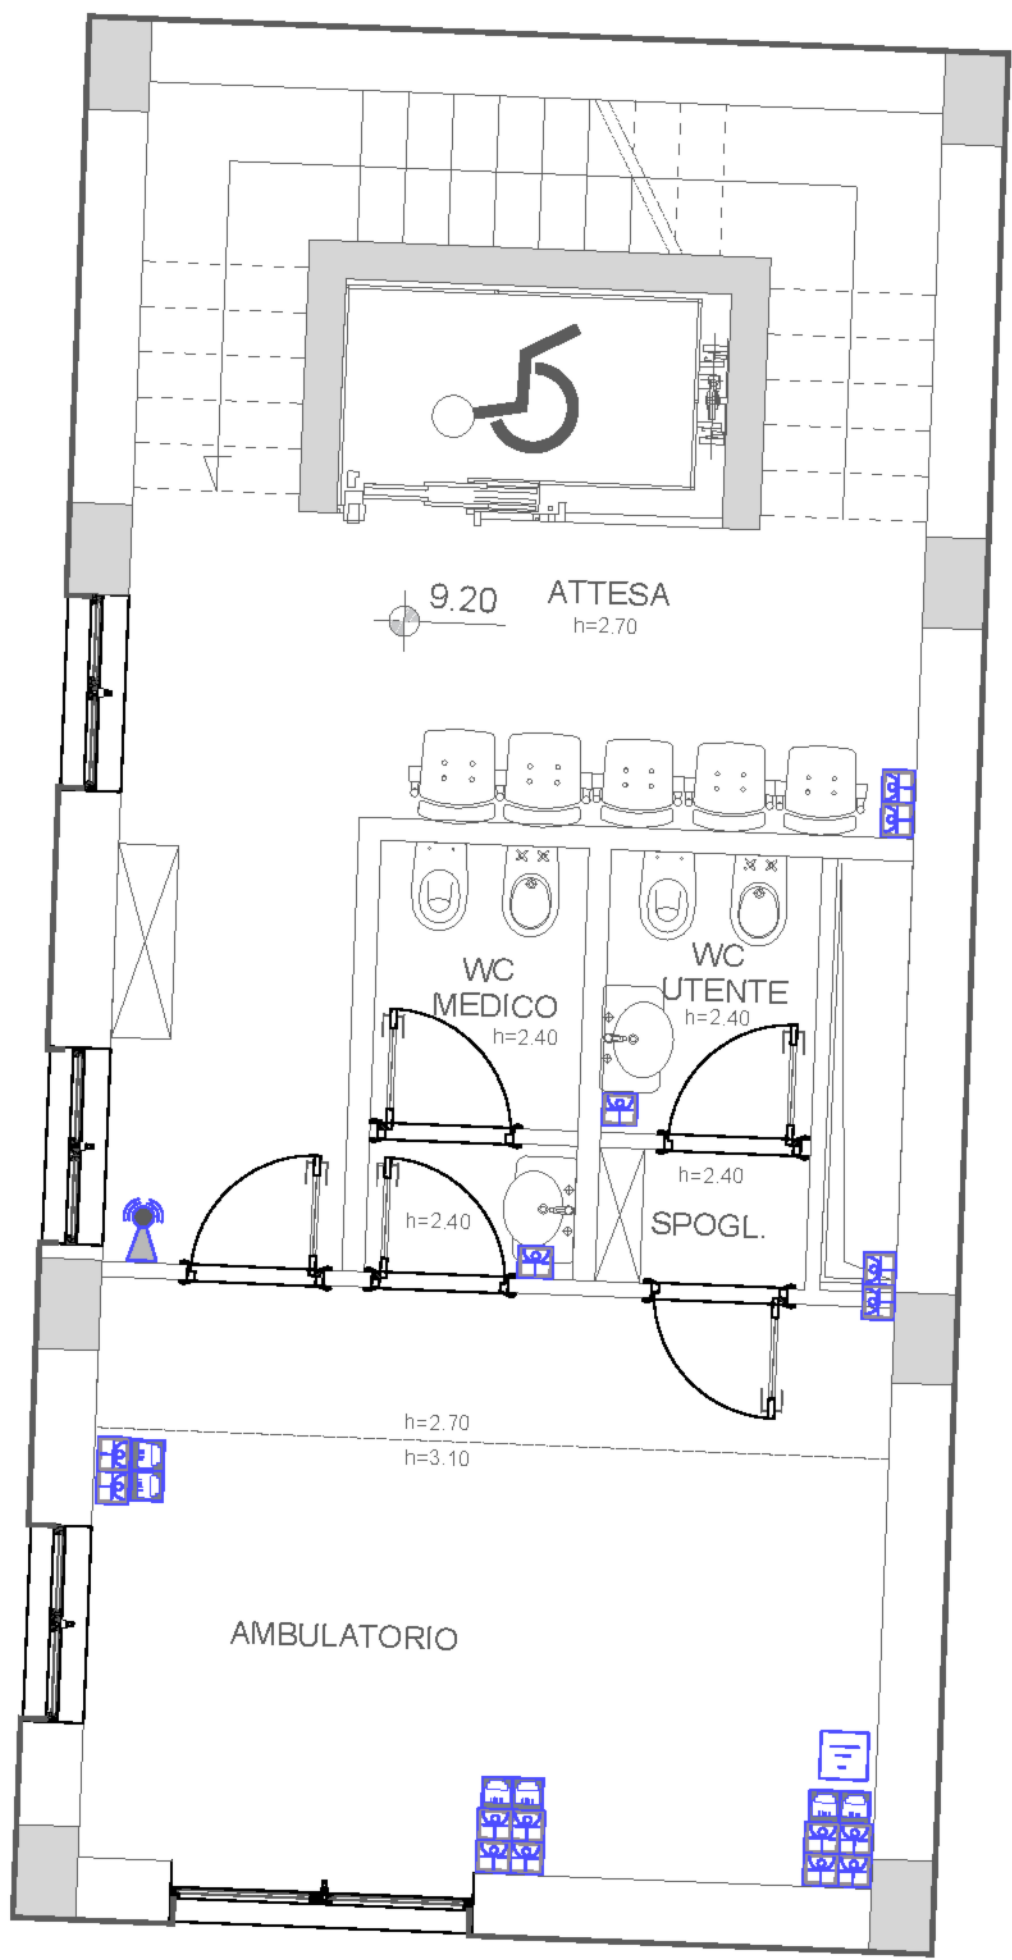 9.20
ATTESA
h=2.70
WC
MEDICO
h=2.40
WC
UTENTE
h=2.40
h=2.40
h=2.40
SPOGL.
h=2.70
h=3.10
AMBULATORIO